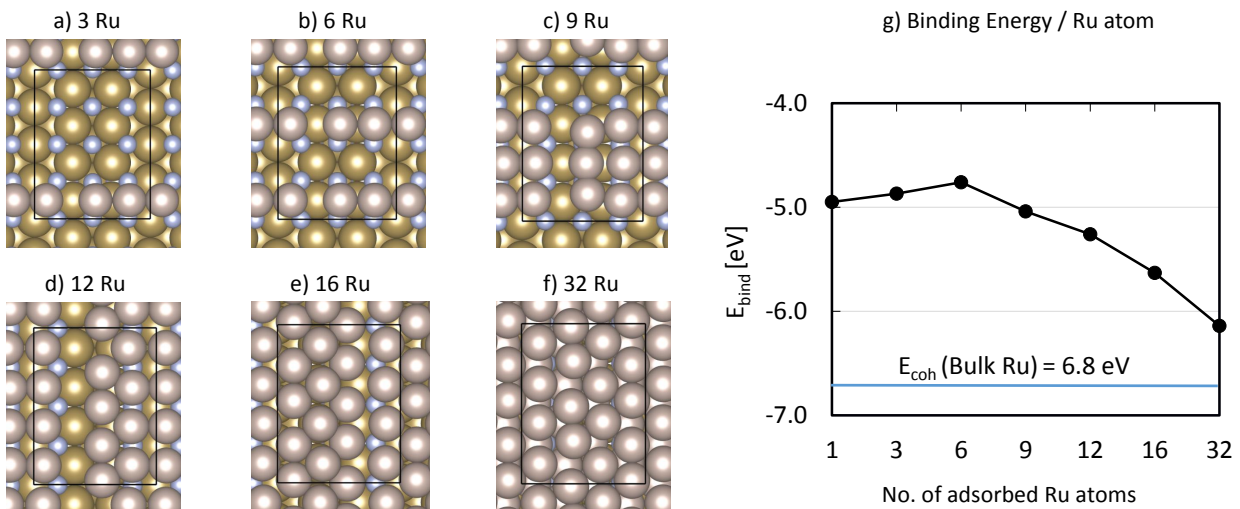 a) 3 Ru
b) 6 Ru
c) 9 Ru
d) 12 Ru
e) 16 Ru
f) 32 Ru
g) Binding Energy / Ru atom
-4.0
-5.0
-6.0
-7.0
E_bind [eV]
E_coh (Bulk Ru) = 6.8 eV
1 3 6 9 12 16 32
No. of adsorbed Ru atoms